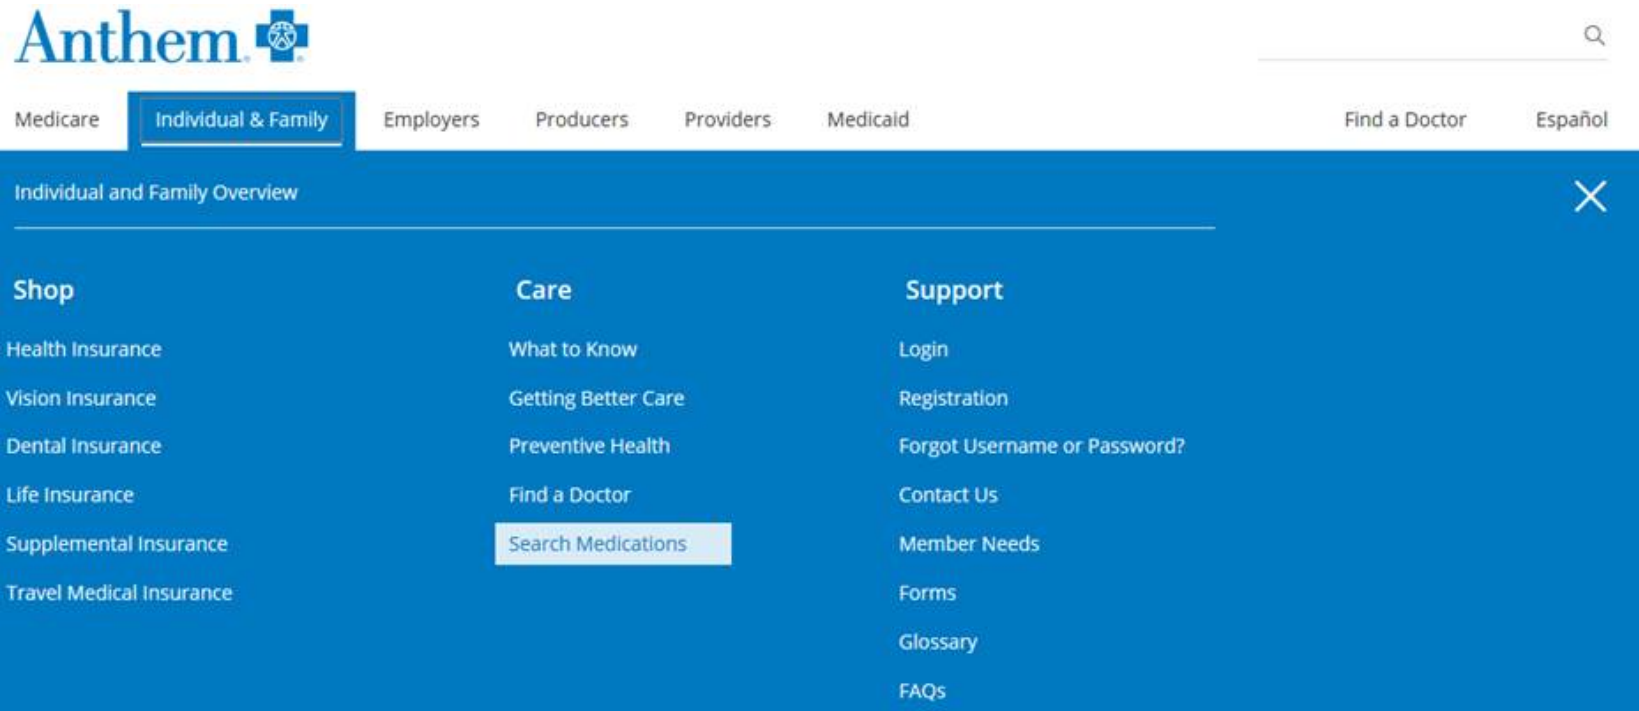 Anthem
Medicare Individual & Family Employers Producers Providers Medicaid Find a Doctor Español
Individual and Family Overview
Shop
Health Insurance
Vision Insurance
Dental Insurance
Life Insurance
Supplemental Insurance
Travel Medical Insurance
Care
What to Know
Getting Better Care
Preventive Health
Find a Doctor
Search Medications
Support
Login
Registration
Forgot Username or Password?
Contact Us
Member Needs
Forms
Glossary
FAQs